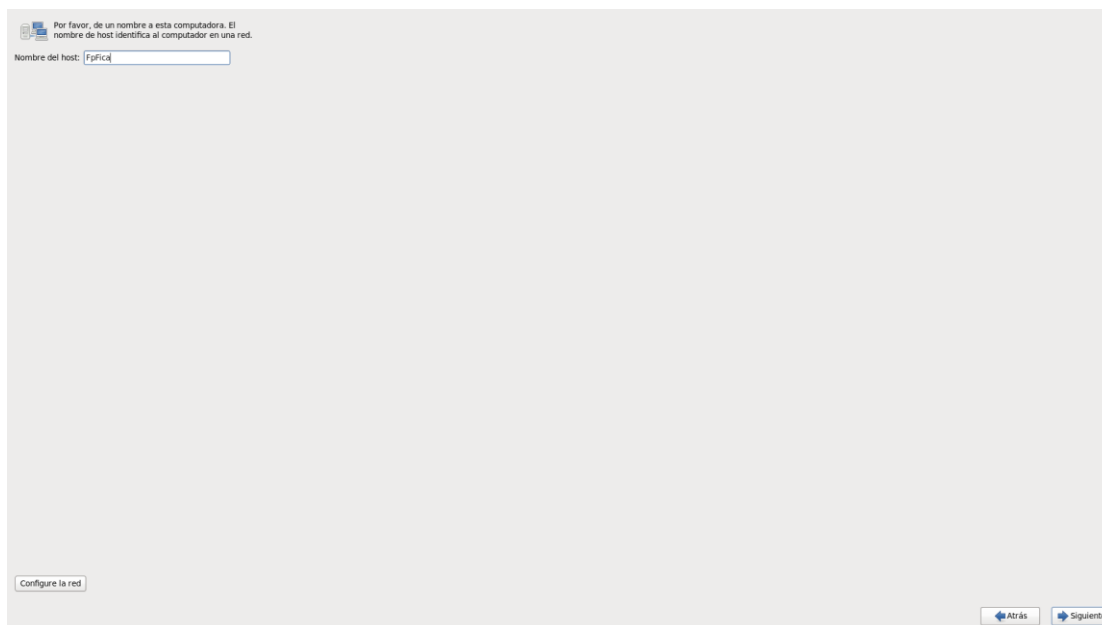 Por favor, de un nombre a esta computadora. El
nombre de host identifica al computador en una red.
Nombre del host: FpFica
Configure la red
Atrás
Siguient